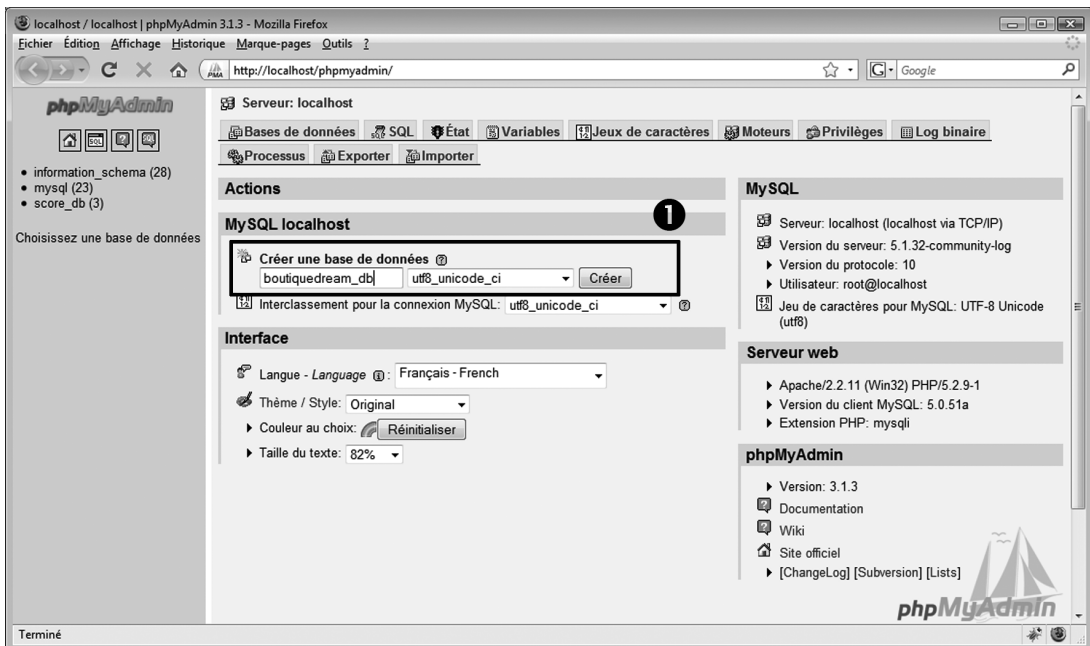 localhost / localhost | phpMyAdmin 3.1.3 - Mozilla Firefox
Fichier Édition Affichage Historique Marque-pages Outils ?
PMA http://localhost/phpmyadmin/ G Google
phpMyAdmin
SQL SQL
information_schema (28)
mysql (23)
score_db (3)
Choisissez une base de données
Serveur: localhost
Bases de données SQL État Variables Jeux de caractères Moteurs Privilèges Log binaire
Processus Exporter Importer
Actions
MySQL localhost
1
Créer une base de données
boutiquedream_db utf8_unicode_ci Créer
Interclassement pour la connexion MySQL: utf8_unicode_ci
Interface
Langue - Language : Français - French
Thème / Style: Original
Couleur au choix: Réinitialiser
Taille du texte: 82%
MySQL
Serveur: localhost (localhost via TCP/IP)
Version du serveur: 5.1.32-community-log
Version du protocole: 10
Utilisateur: root@localhost
Jeu de caractères pour MySQL: UTF-8 Unicode
(utf8)
Serveur web
Apache/2.2.11 (Win32) PHP/5.2.9-1
Version du client MySQL: 5.0.51a
Extension PHP: mysqli
phpMyAdmin
Version: 3.1.3
Documentation
Wiki
Site officiel
[ChangeLog] [Subversion] [Lists]
phpMyAdmin
Terminé